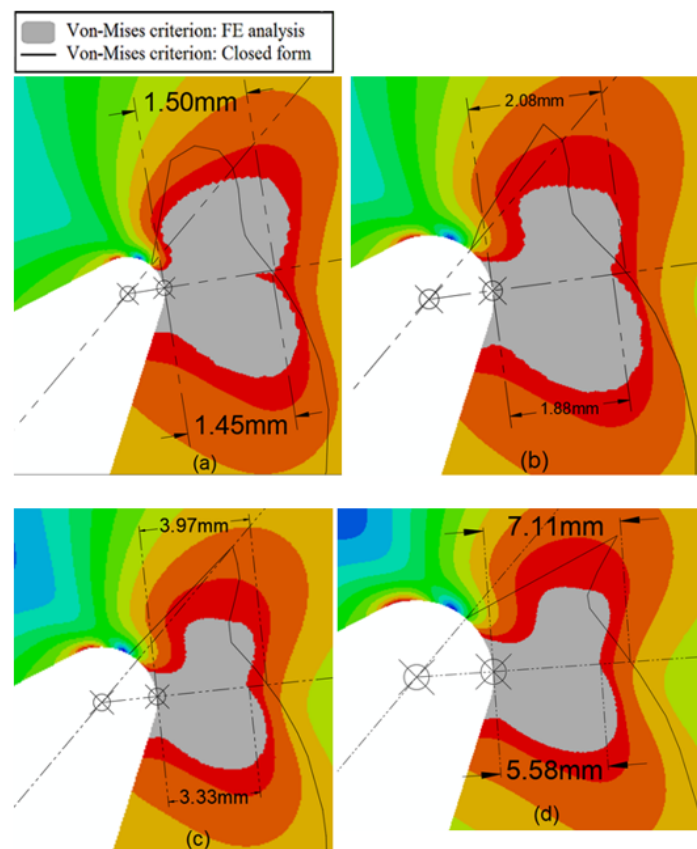 Von-Mises criterion: FE analysis
Von-Mises criterion: Closed form
1.50mm
1.45mm
(a)
2.08mm
1.88mm
(b)
3.97mm
3.33mm
(c)
7.11mm
5.58mm
(d)